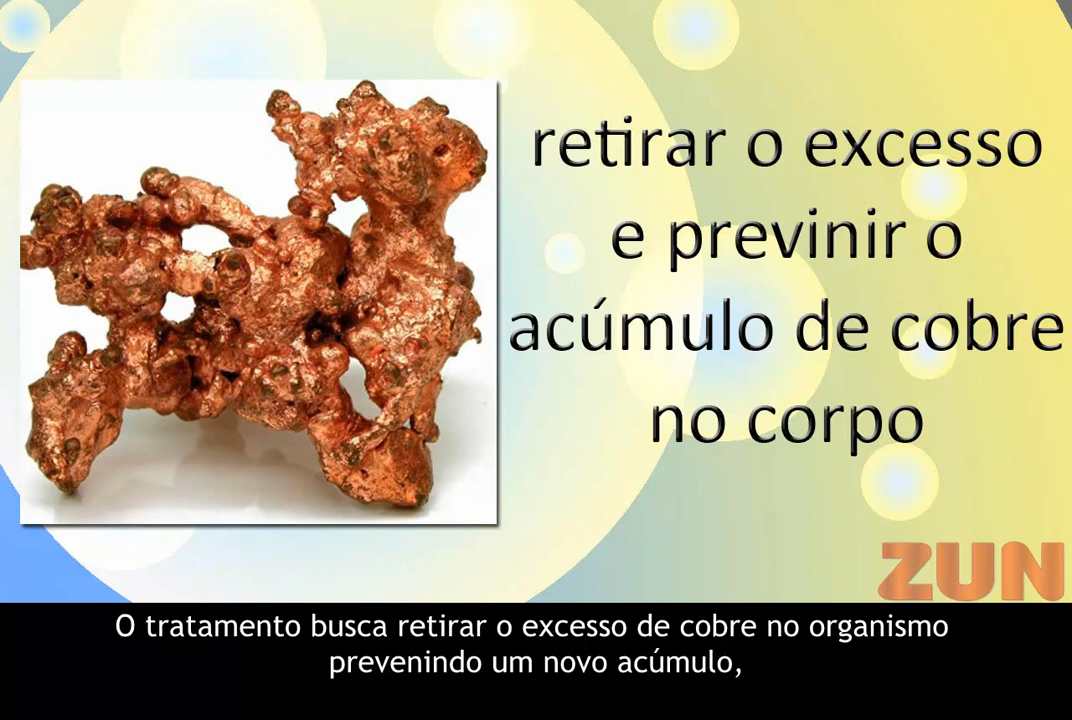 retirar o excesso
e previnir o
acúmulo de cobre
no corpo
ZUN
O tratamento busca retirar o excesso de cobre no organismo
prevenindo um novo acúmulo,